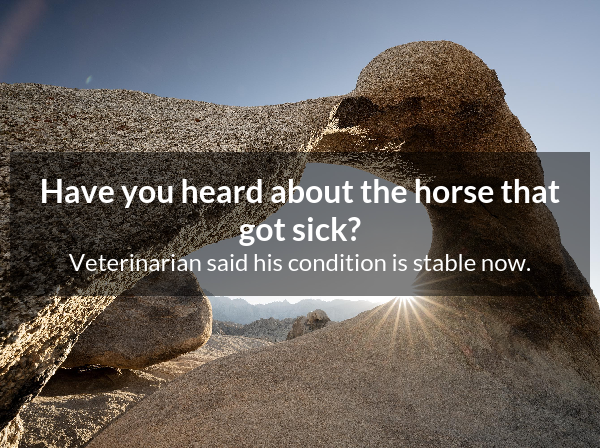 Have you heard about the horse that
got sick?
Veterinarian said his condition is stable now.